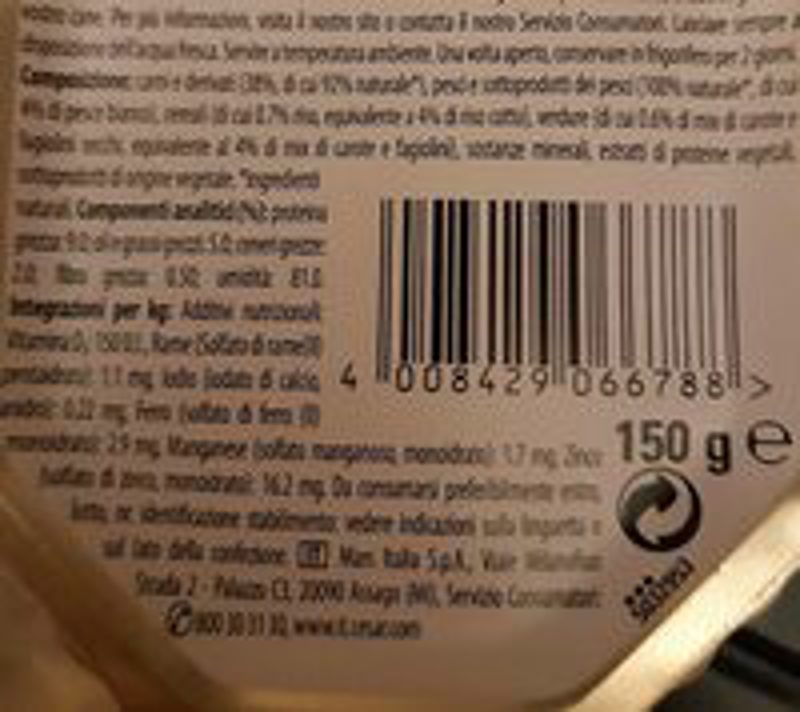 vostro cane. Per più informazioni, visita il nostro sito o contatta il nostro Servizio Consumatori. Lasciare sempre a
disposizione dell'acqua fresca. Servire a temperatura ambiente. Una volta aperto, conservare in frigorifero per 2 giorni.
Composizione: carni e derivati (38%, di cui 92% naturale*), pesci e sottoprodotti dei pesci (100% naturale*, di cui
4% di pesce bianco), cereali (di cui 0.7% riso, equivalente a 4% di riso cotto), verdure (di cui 0.6% di mix di carote e
fagiolini secchi, equivalente al 4% di mix di carote e fagiolini), sostanze minerali, estratti di proteine vegetali,
sottoprodotti di origine vegetale. *Ingredienti
naturali. Componenti analitici (%): proteina
grezza: 9.0; oli e grassi grezzi: 5.0; ceneri grezze:
2.0; fibra grezza: 0.50; umidità: 81.0.
Integrazioni per kg: Additivi nutrizionali:
Vitamina D3 150 U.I., Rame (Solfato di rame(II)
pentaidrato): 1.1 mg, Iodio (iodato di calcio,
anidro): 0.22 mg, Ferro (solfato di ferro (II)
monoidrato): 2.9 mg, Manganese (solfato manganoso, monoidrato): 1.7 mg, Zinco
(solfato di zinco, monoidrato): 16.2 mg. Da consumarsi preferibilmente entro,
lotto, nr. identificazione stabilimento: vedere indicazioni sulla linguetta o
sul lato della confezione. IT Mars Italia S.p.A., Viale Milanofiori
Strada 2 - Palazzo C3, 20090 Assago (MI), Servizio Consumatori:
800 30 31 30, www.it.cesar.com
4 008429 066788 >
150 g e